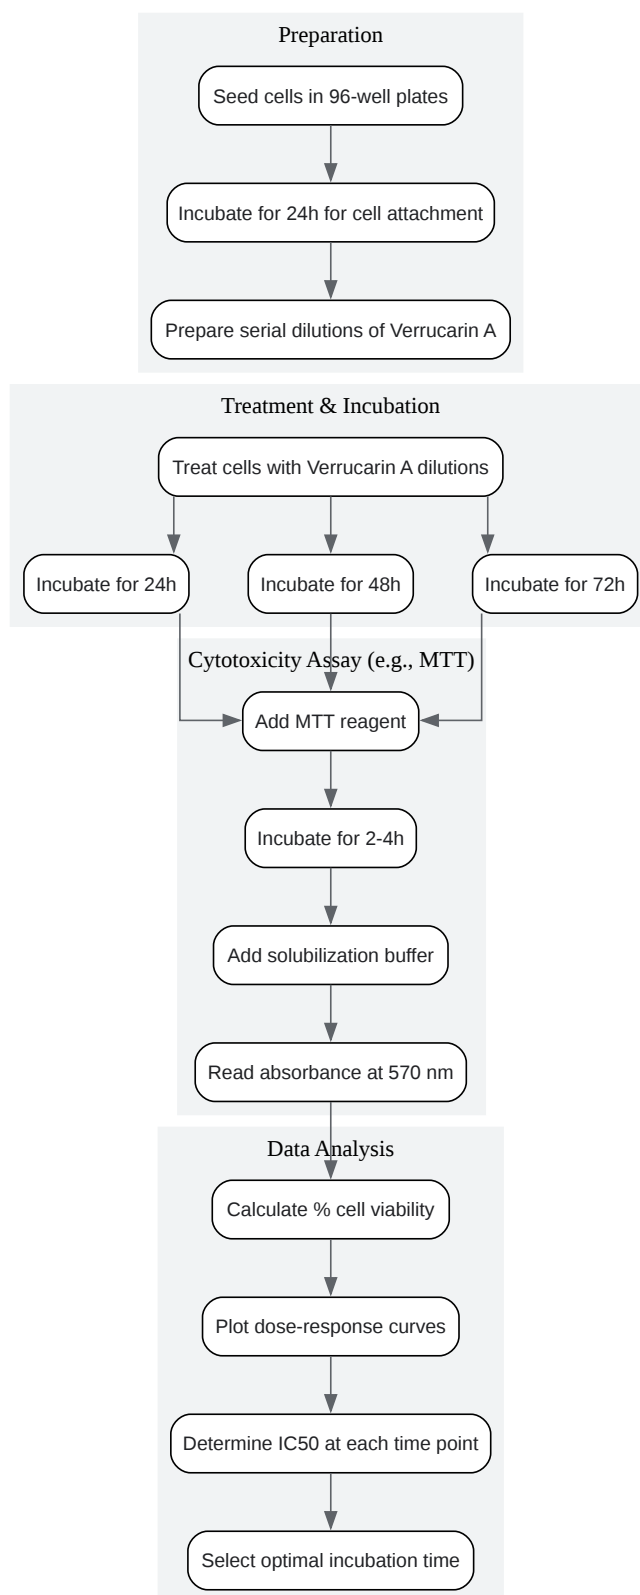 Preparation
Seed cells in 96-well plates
Incubate for 24h for cell attachment
Prepare serial dilutions of Verrucarin A
Treatment & Incubation
Treat cells with Verrucarin A dilutions
Incubate for 24h
Incubate for 48h
Incubate for 72h
Cytotoxicity Assay (e.g., MTT)
Add MTT reagent
Incubate for 2-4h
Add solubilization buffer
Read absorbance at 570 nm
Data Analysis
Calculate % cell viability
Plot dose-response curves
Determine IC50 at each time point
Select optimal incubation time